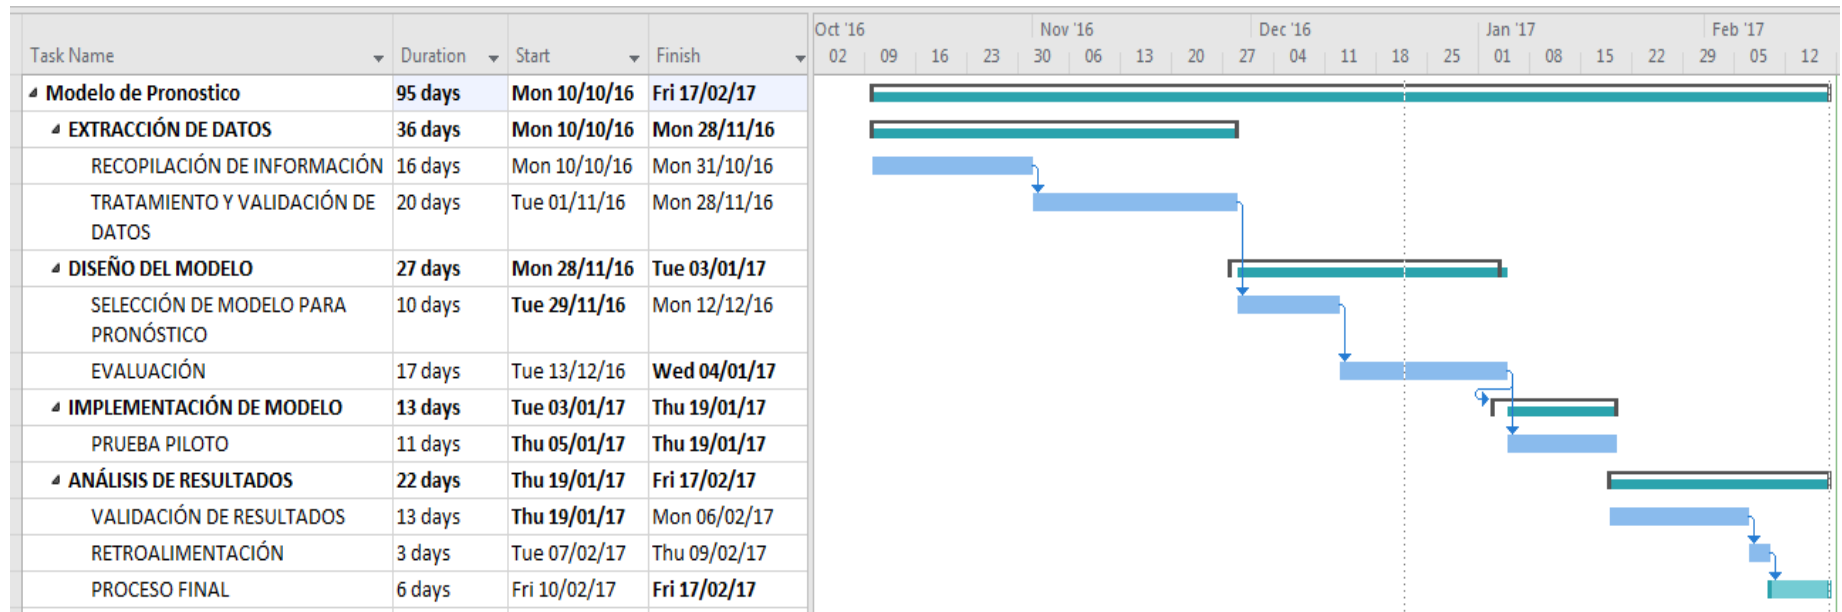 Oct '16 Nov '16 Dec '16 Jan '17 Feb '17
Task Name Duration Start Finish 02 09 16 23 30 06 13 20 27 04 11 18 25 01 08 15 22 29 05 12
Modelo de Pronostico 95 days Mon 10/10/16 Fri 17/02/17
EXTRACCIÓN DE DATOS 36 days Mon 10/10/16 Mon 28/11/16
RECOPILACIÓN DE INFORMACIÓN 16 days Mon 10/10/16 Mon 31/10/16
TRATAMIENTO Y VALIDACIÓN DE 20 days Tue 01/11/16 Mon 28/11/16
DATOS
DISEÑO DEL MODELO 27 days Mon 28/11/16 Tue 03/01/17
SELECCIÓN DE MODELO PARA 10 days Tue 29/11/16 Mon 12/12/16
PRONÓSTICO
EVALUACIÓN 17 days Tue 13/12/16 Wed 04/01/17
IMPLEMENTACIÓN DE MODELO 13 days Tue 03/01/17 Thu 19/01/17
PRUEBA PILOTO 11 days Thu 05/01/17 Thu 19/01/17
ANÁLISIS DE RESULTADOS 22 days Thu 19/01/17 Fri 17/02/17
VALIDACIÓN DE RESULTADOS 13 days Thu 19/01/17 Mon 06/02/17
RETROALIMENTACIÓN 3 days Tue 07/02/17 Thu 09/02/17
PROCESO FINAL 6 days Fri 10/02/17 Fri 17/02/17